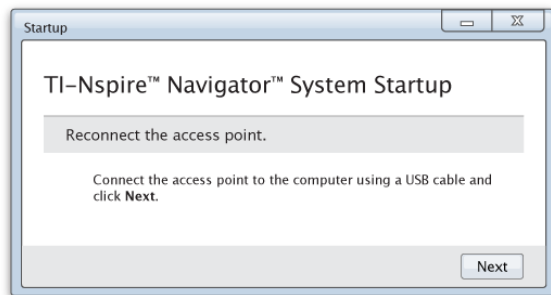 Startup
TI-Nspire™ Navigator™ System Startup
Reconnect the access point.
Connect the access point to the computer using a USB cable and
click Next.
Next